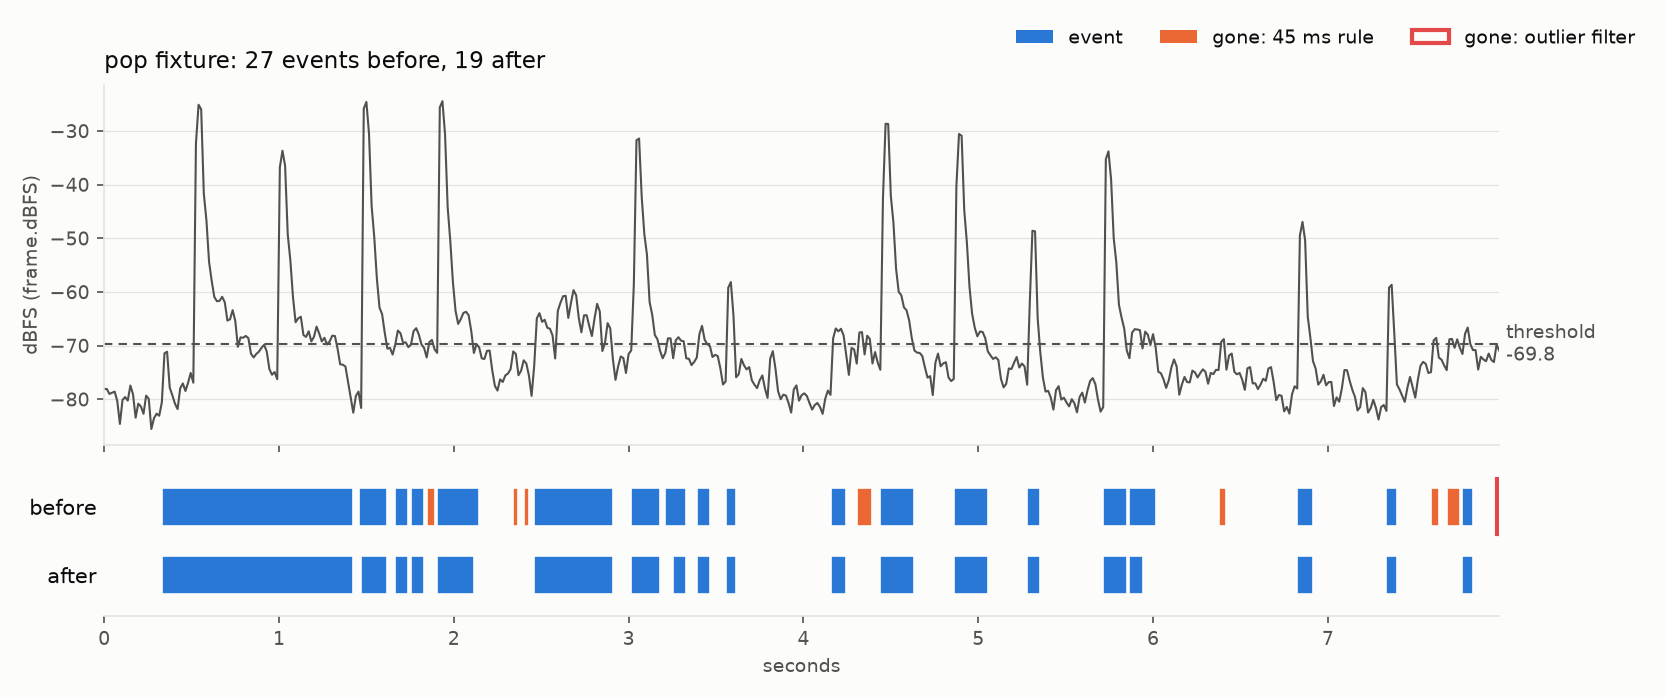 event
gone: 45 ms rule
gone: outlier filter
pop fixture: 27 events before, 19 after
dBFS (frame.dBFS)
−30
−40
−50
−60
−70
−80
threshold
-69.8
before
after
0 1 2 3 4 5 6 7
seconds